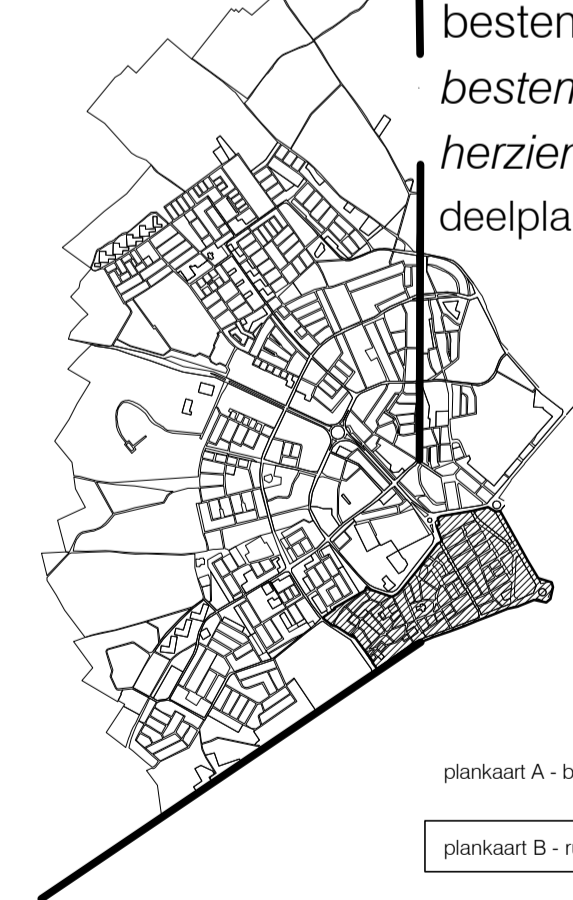 besten
besten
herzien
deelpla
plankaart A - b
plankaart B - r